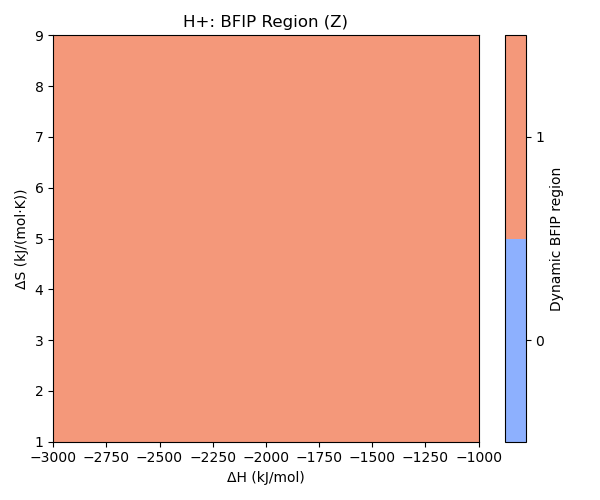 H+: BFIP Region (Z)
9
8
7
6
5
4
3
2
1
ΔS (kJ/(mol·K))
−3000 −2750 −2500 −2250 −2000 −1750 −1500 −1250 −1000
ΔH (kJ/mol)
1
0
Dynamic BFIP region